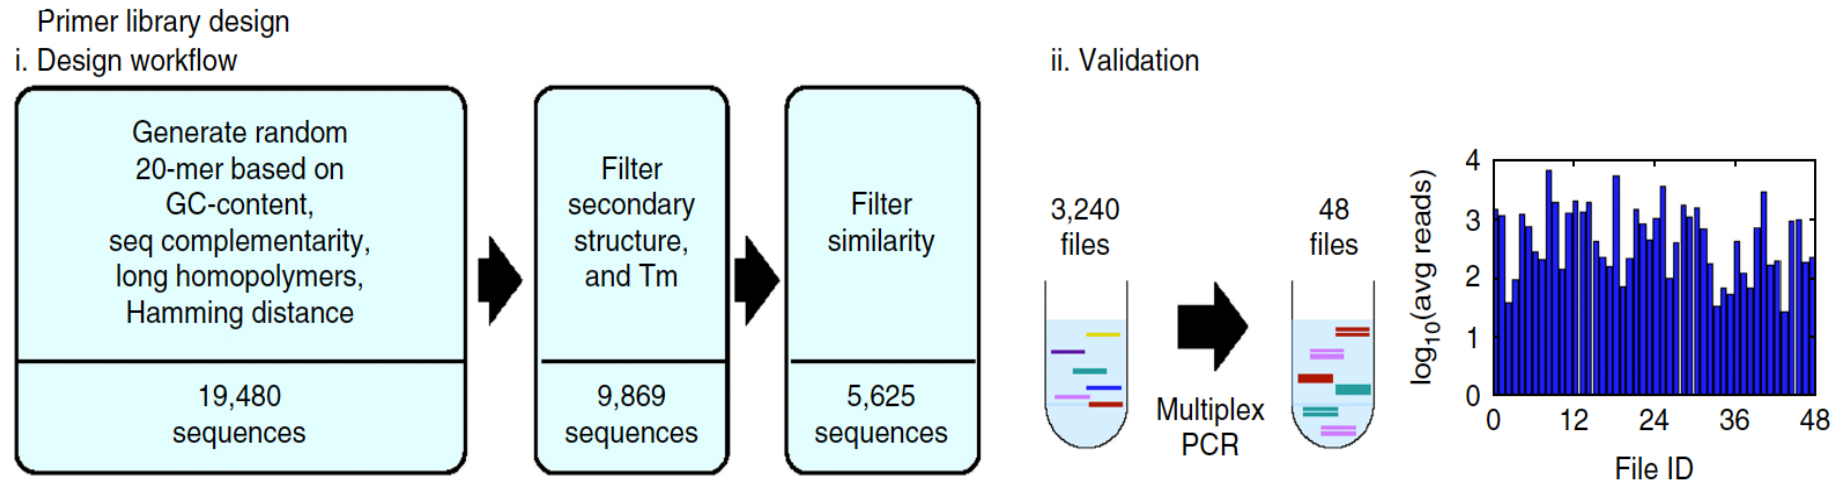 Primer library design
i. Design workflow
Generate random
20-mer based on
GC-content,
seq complementarity,
long homopolymers,
Hamming distance
19,480
sequences
Filter
secondary
structure,
and Tm
9,869
sequences
Filter
similarity
5,625
sequences
ii. Validation
3,240
files
Multiplex
PCR
48
files
log10(avg reads)
4
3
2
1
0
0 12 24 36 48
File ID